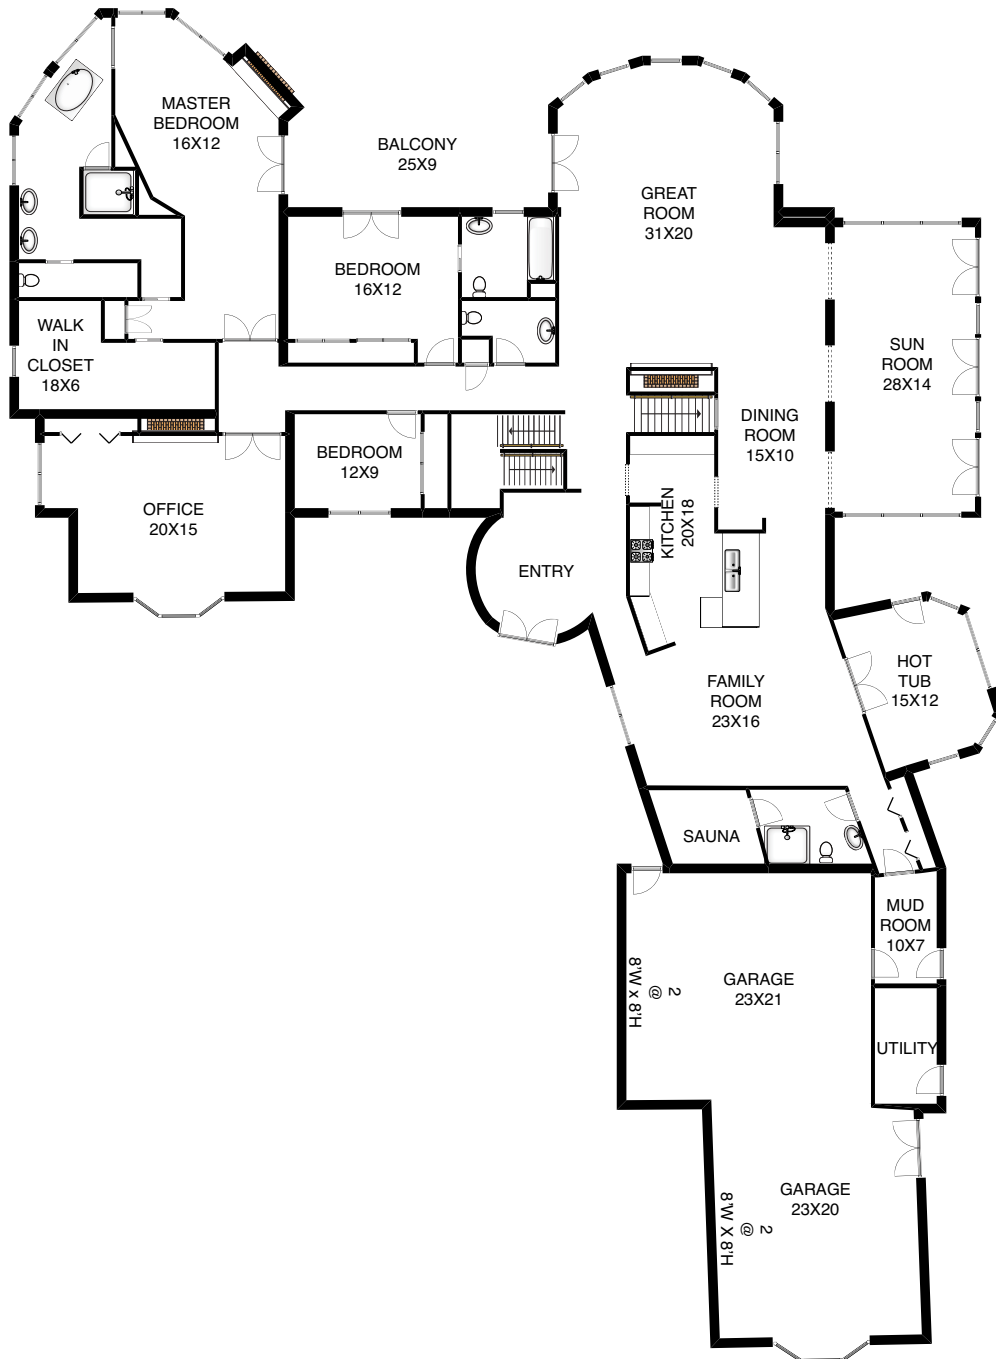 MASTER
BEDROOM
16X12
BALCONY
25X9
GREAT
ROOM
31X20
BEDROOM
16X12
WALK
IN
CLOSET
18X6
SUN
ROOM
28X14
DINING
ROOM
15X10
BEDROOM
12X9
OFFICE
20X15
KITCHEN
20X18
ENTRY
FAMILY
ROOM
23X16
HOT
TUB
15X12
SAUNA
MUD
ROOM
10X7
GARAGE
23X21
2
@
8'W x 8'H
UTILITY
GARAGE
23X20
2
@
8'W X 8'H